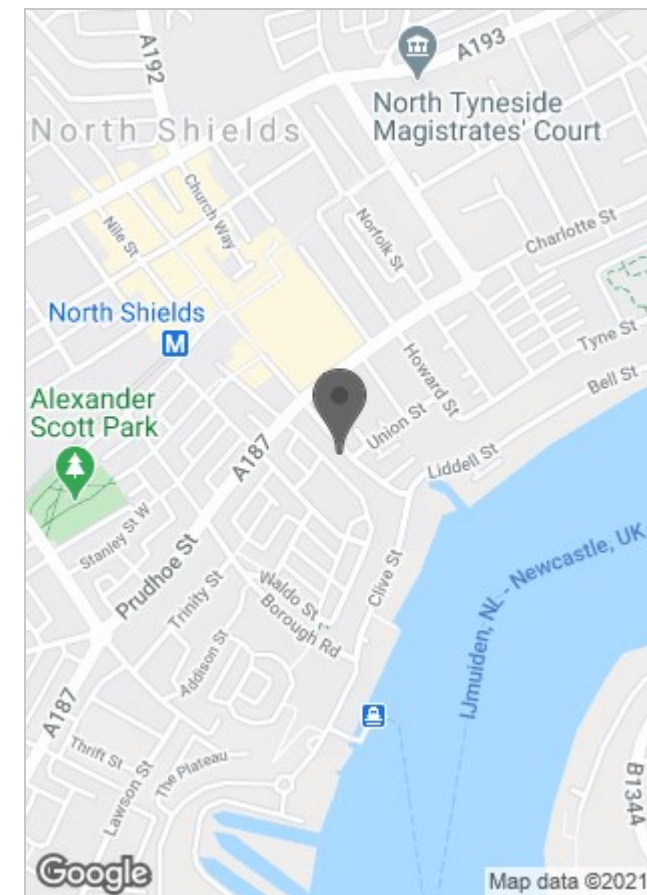 A193
A192
North Tyneside
Magistrates' Court
North Shields
Church Way
Nile St
Norfolk St
Charlotte St
North Shields
M
Tyne St
Howard St
Bell St
Alexander
Scott Park
Union St
A187
Liddell St
Stanley St W
Prudhoe St
Trinity St
Waldo St
Clive St
Borough Rd
IJmuiden, NL - Newcastle, UK
Addison St
A187
Thrift St
The Plateau
Lawson St
B1344
Google
Map data ©2021